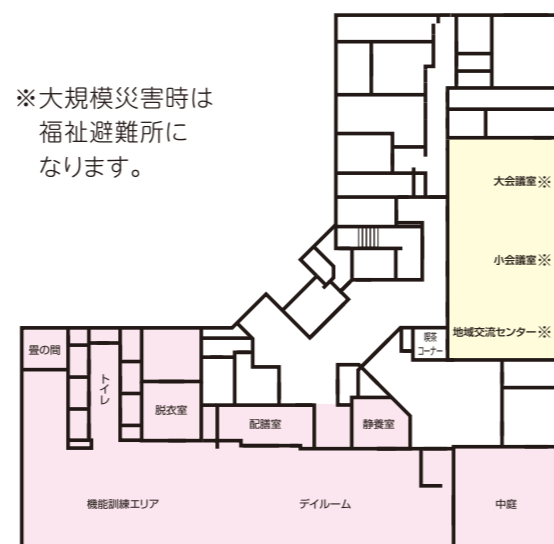 ※大規模災害時は
福祉避難所に
なります。
大会議室※
小会議室※
地域交流センター※
喫茶
コーナー
畳の間
トイレ
脱衣室
配膳室
静養室
機能訓練エリア
デイルーム
中庭